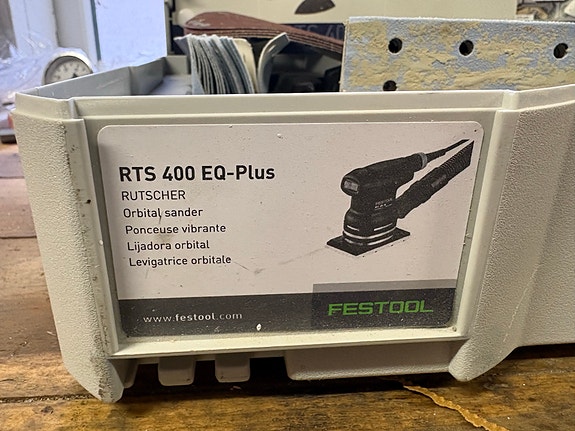 RTS 400 EQ-Plus
RUTSCHER
Orbital sander
Ponceuse vibrante
Lijadora orbital
Levigatrice orbitale
www.festool.com
FESTOOL